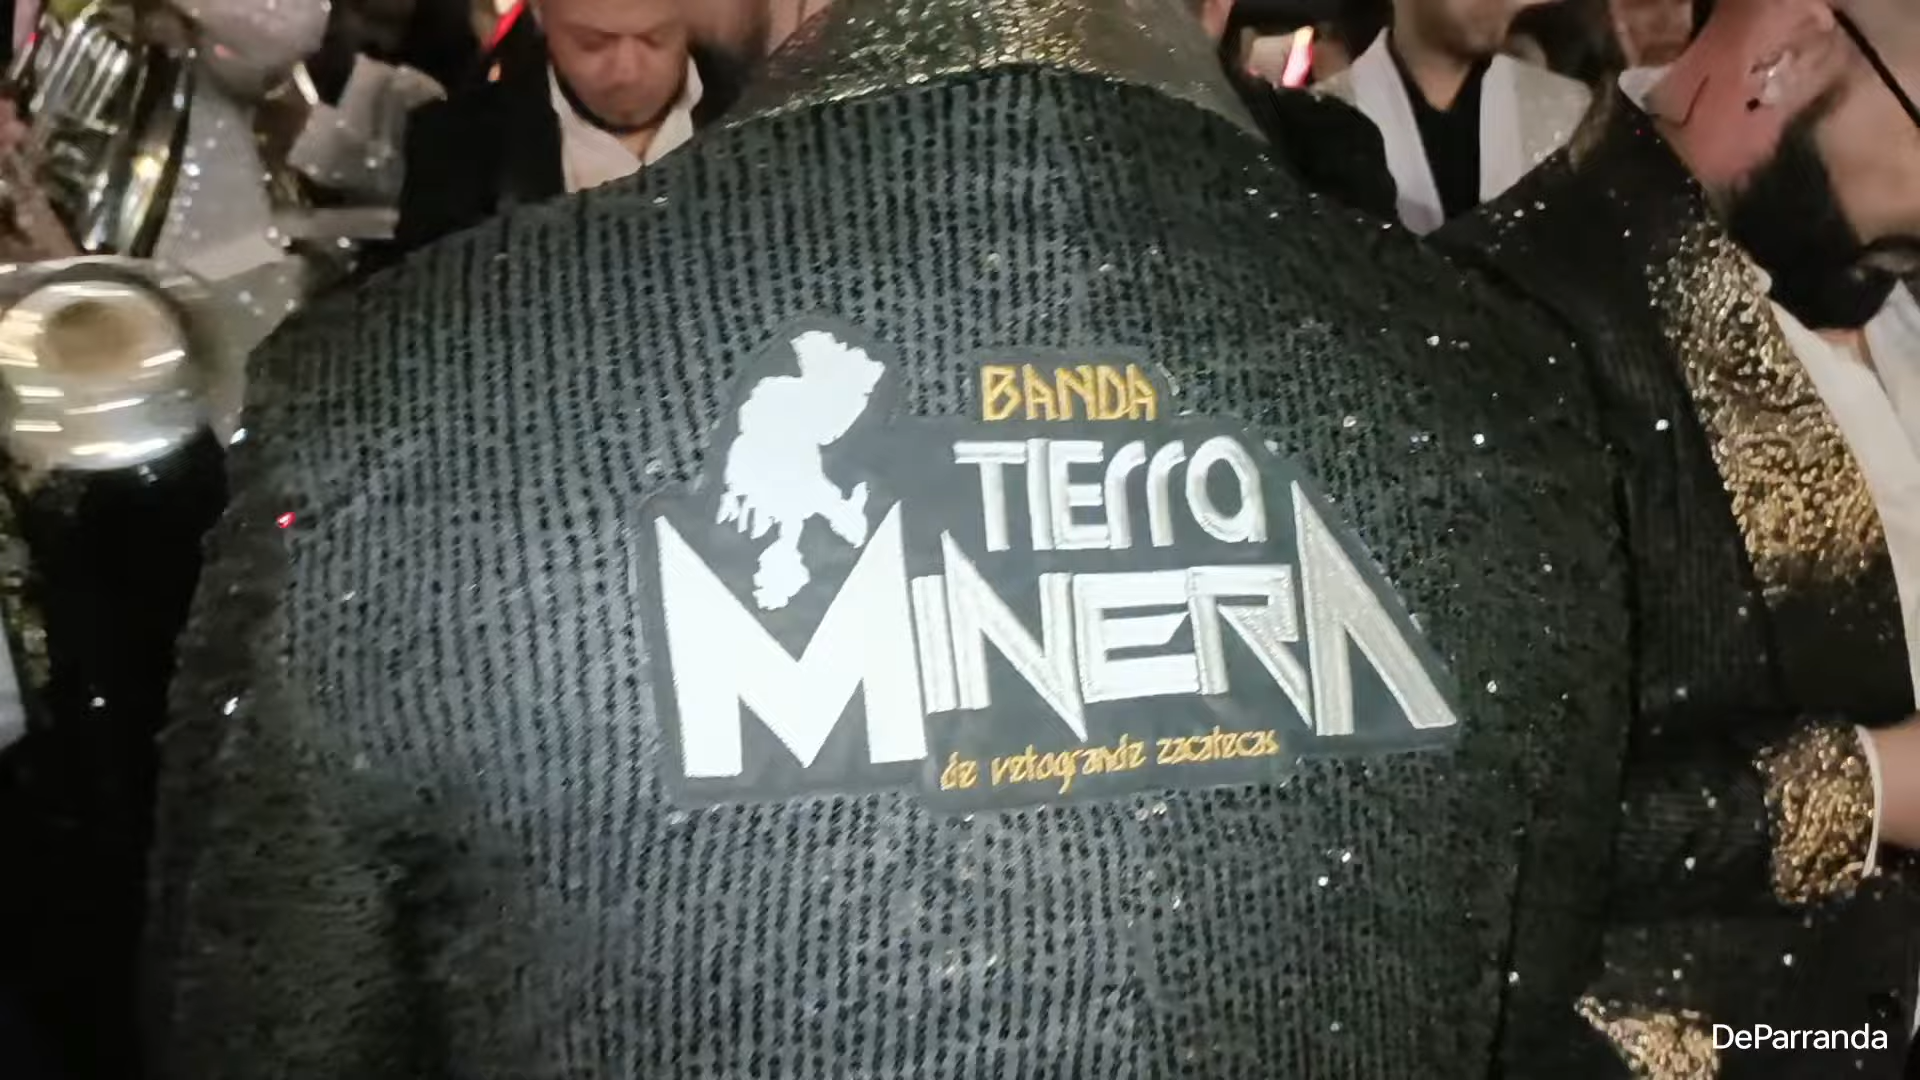 BANDA
TIErra
MINERA
de vetagrande zacatecas
DeParranda